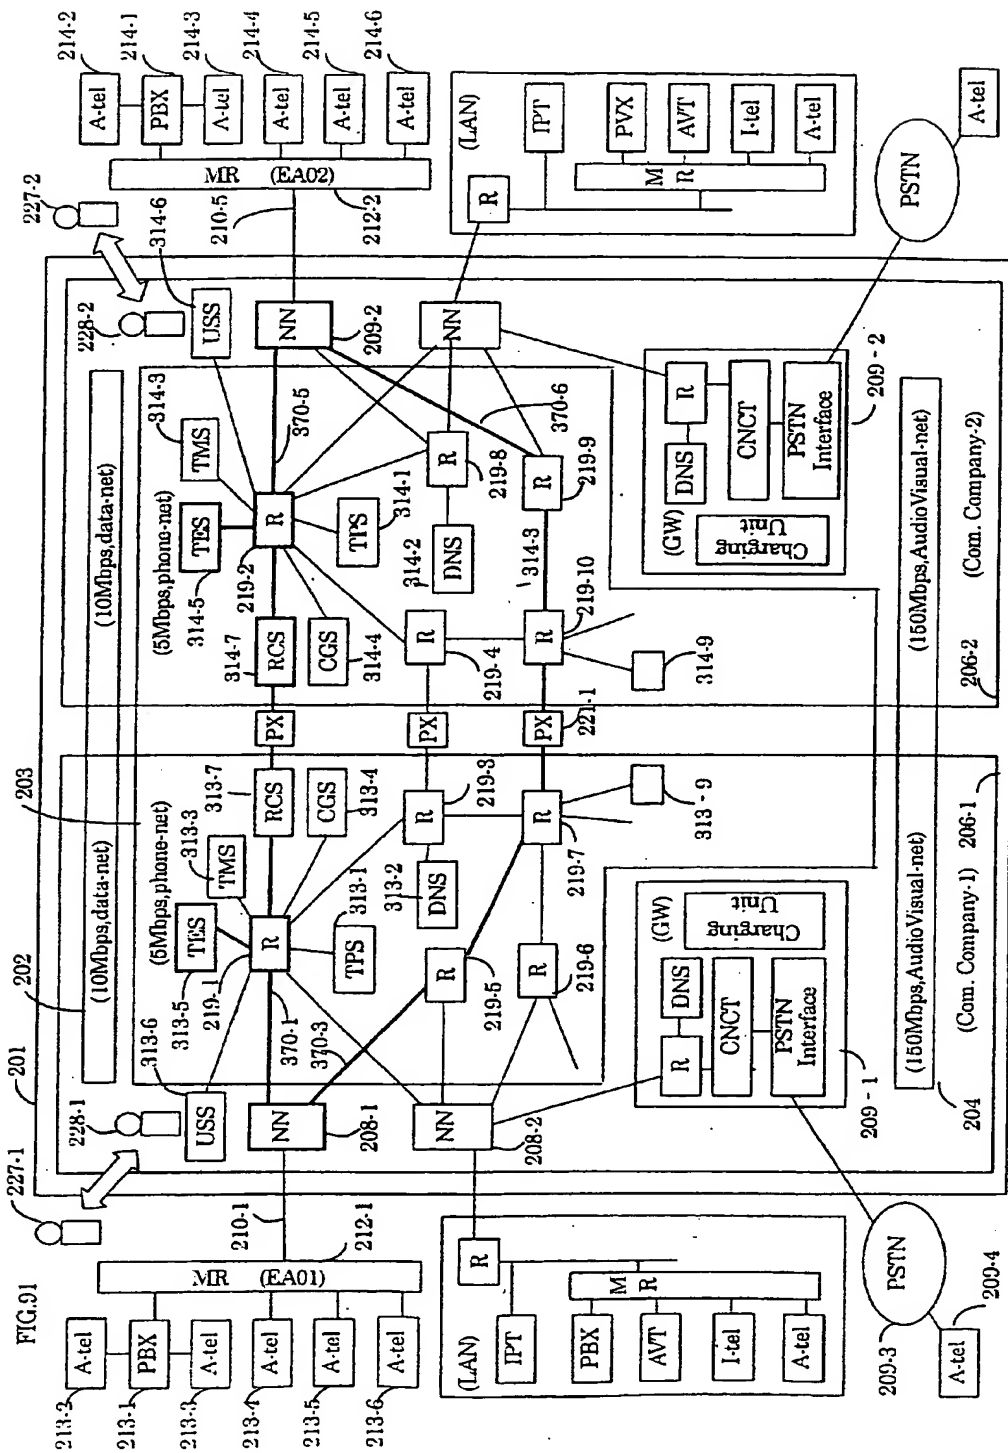 FIG.91
201
202
203
227-1
228-1
227-2
228-2
213-2
213-1
213-3
213-4
213-5
213-6
A-tel
PBX
A-tel
A-tel
A-tel
A-tel
MR (EA01)
210-1
212-1
(10Mbps,data-net)
(5Mbps,phone-net)
313-6
USS
313-5
TES
219-1
R
313-3
TMS
313-7
RCS
CGS
313-4
TPS
313-1
370-1
370-3
NN
208-1
NN
208-2
313-2
DNS
R
219-3
R
219-5
R
219-6
R
219-7
313-9
PX
PX
PX
221-1
(10Mbps,data-net)
(5Mbps,phone-net)
314-6
USS
314-5
TES
219-2
R
314-3
TMS
314-7
RCS
CGS
314-4
TPS
314-1
370-5
370-6
NN
209-2
NN
314-2
DNS
R
219-8
R
219-4
R
219-9
314-3
R
219-10
314-9
214-2
214-1
214-3
214-4
214-5
214-6
A-tel
PBX
A-tel
A-tel
A-tel
A-tel
MR (EA02)
210-5
212-2
(LAN)
R
IPT
MR
PBX
AVT
I-tel
A-tel
(GW)
R
DNS
CNCT
PSTN
Interface
Charging
Unit
209-1
PSTN
209-3
A-tel
209-4
(150Mbps,AudioVisual-net)
204
(Com. Company-1)
206-1
(LAN)
R
IPT
MR
PVX
AVT
I-tel
A-tel
(GW)
R
DNS
CNCT
PSTN
Interface
Charging
Unit
209-2
PSTN
A-tel
(150Mbps,AudioVisual-net)
(Com. Company-2)
206-2